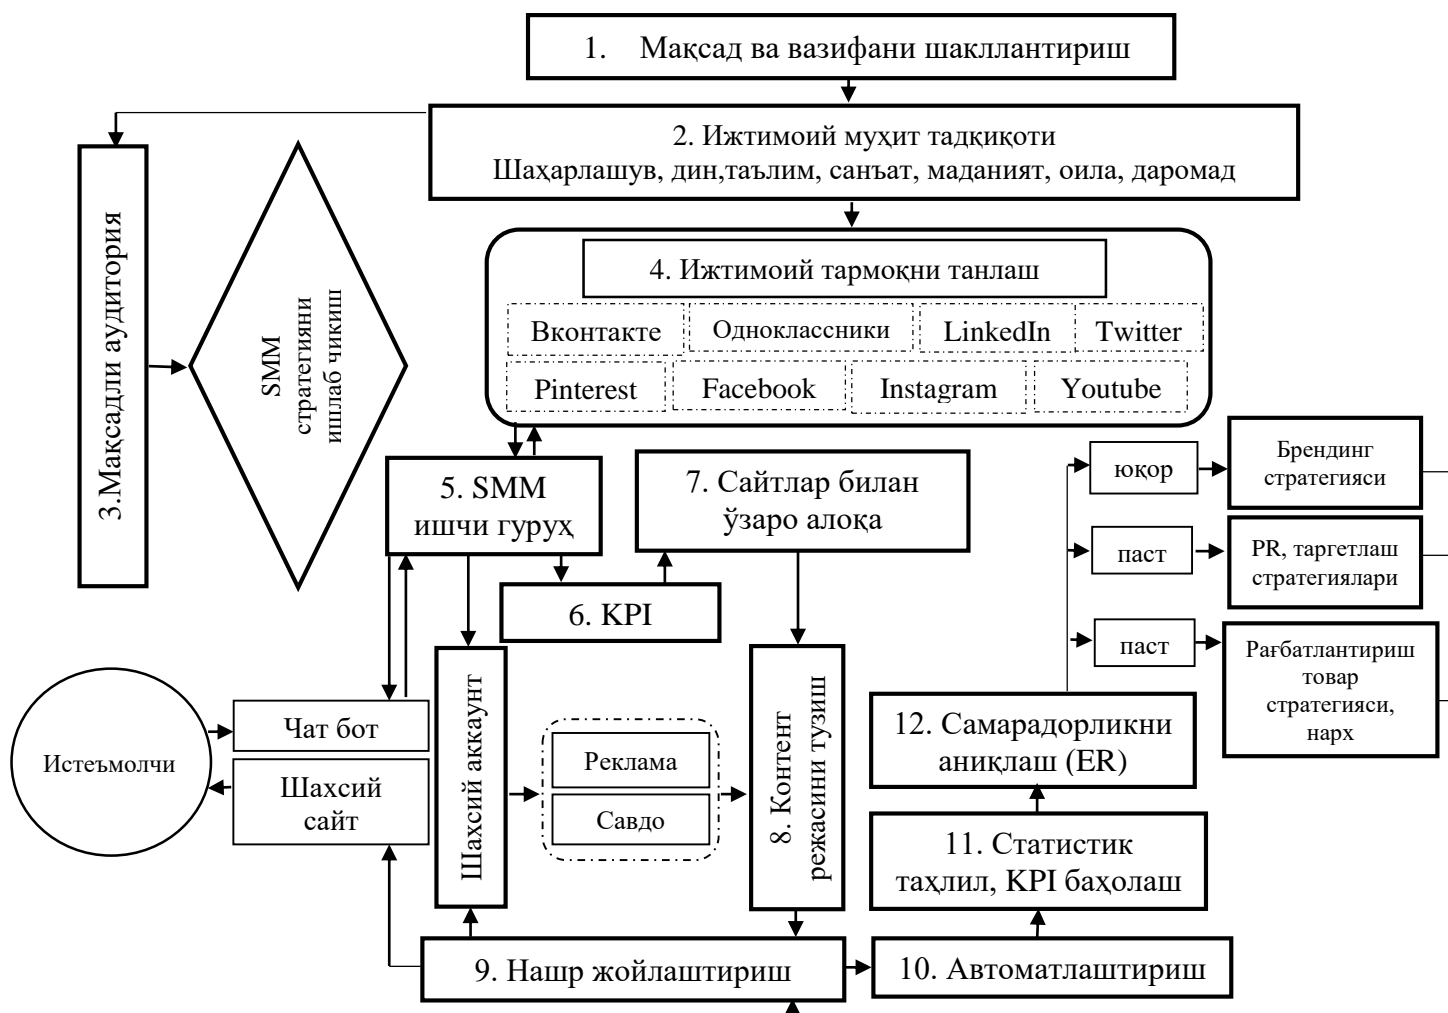 1. Мақсад ва вазифани шакллантириш
2. Ижтимоий муҳит тадқиқоти
Шаҳарлашув, дин,таълим, санъат, маданият, оила, даромад
3.Мақсадли аудитория
SMM
стратегияни
ишлаб чикиш
4. Ижтимоий тармоқни танлаш
Вконтакте
Одноклассники
LinkedIn
Twitter
Pinterest
Facebook
Instagram
Youtube
5. SMM
ишчи гуруҳ
7. Сайтлар билан
ўзаро алоқа
6. KPI
юқор
Брендинг
стратегияси
паст
PR, таргетлаш
стратегиялари
паст
Рағбатлантириш
товар
стратегияси,
нарх
Истеъмолчи
Чат бот
Шахсий
сайт
Шахсий аккаунт
Реклама
Савдо
8. Контент
режасини тузиш
12. Самарадорликни
аниқлаш (ER)
11. Статистик
таҳлил, KPI баҳолаш
9. Нашр жойлаштириш
10. Автоматлаштириш